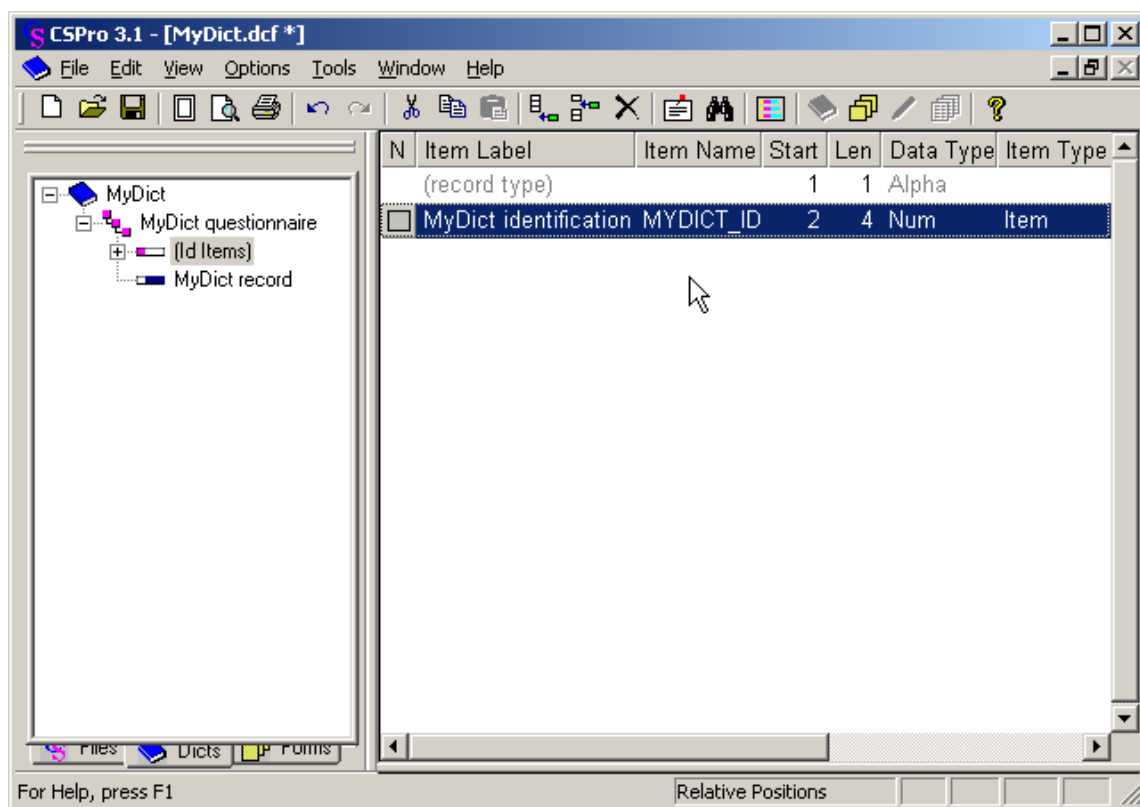 CSPro 3.1 - [MyDict.dcf *]
File Edit View Options Tools Window Help
N Item Label Item Name Start Len Data Type Item Type
(record type) 1 1 Alpha
MyDict identification MYDICT_ID 2 4 Num Item
MyDict
MyDict questionnaire
(Id Items)
MyDict record
Files Dicts Forms
For Help, press F1 Relative Positions